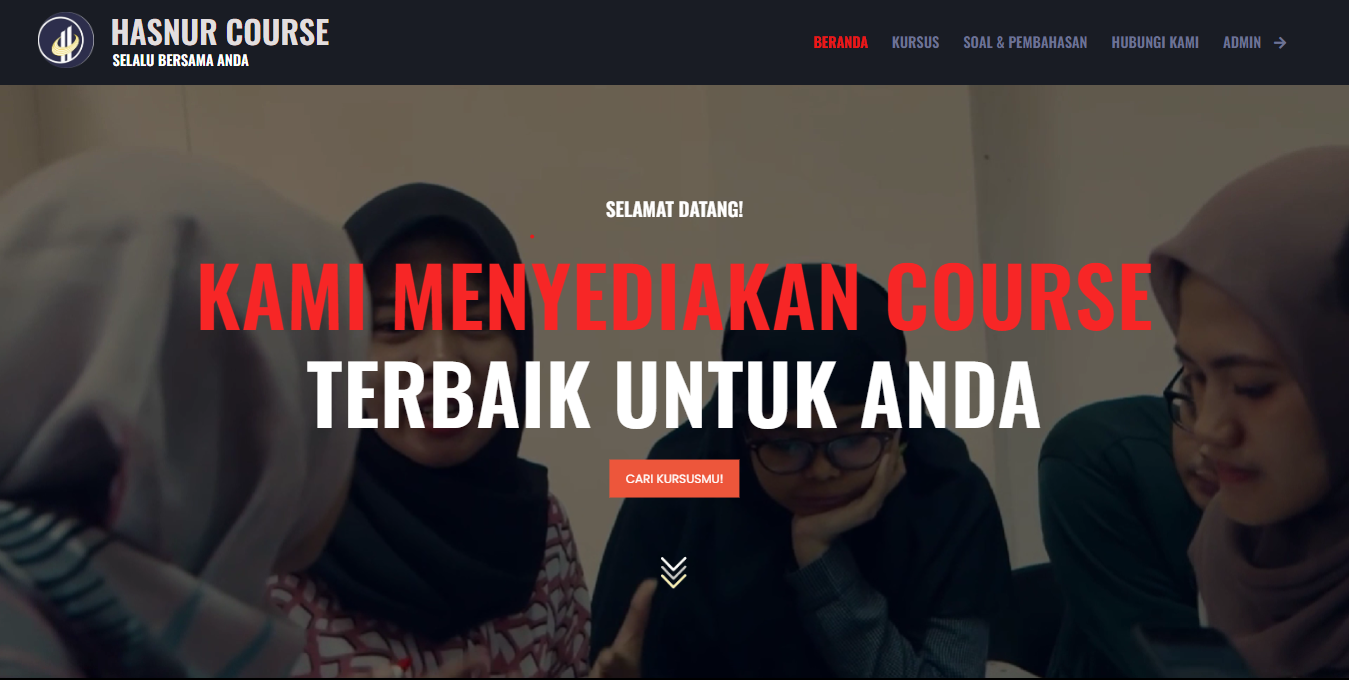 HASNUR COURSE
SELALU BERSAMA ANDA
BERANDA KURSUS SOAL & PEMBAHASAN HUBUNGI KAMI ADMIN →
SELAMAT DATANG!
KAMI MENYEDIAKAN COURSE
TERBAIK UNTUK ANDA
CARI KURSUSMU!